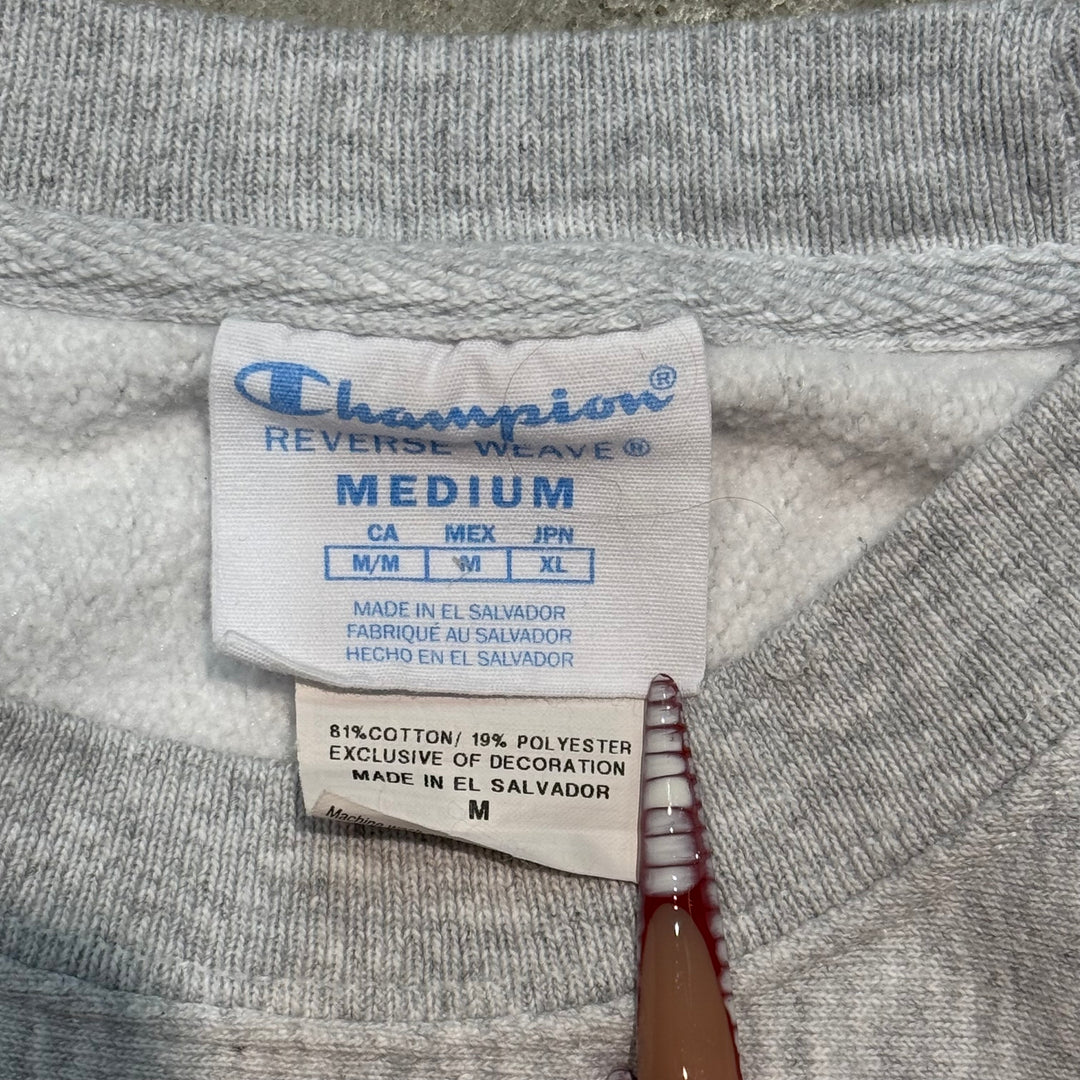 Champion®
REVERSE WEAVE®
MEDIUM
CA MEX JPN
M/M M XL
MADE IN EL SALVADOR
FABRIQUÉ AU SALVADOR
HECHO EN EL SALVADOR
81%COTTON/ 19% POLYESTER
EXCLUSIVE OF DECORATION
MADE IN EL SALVADOR
M
Machine